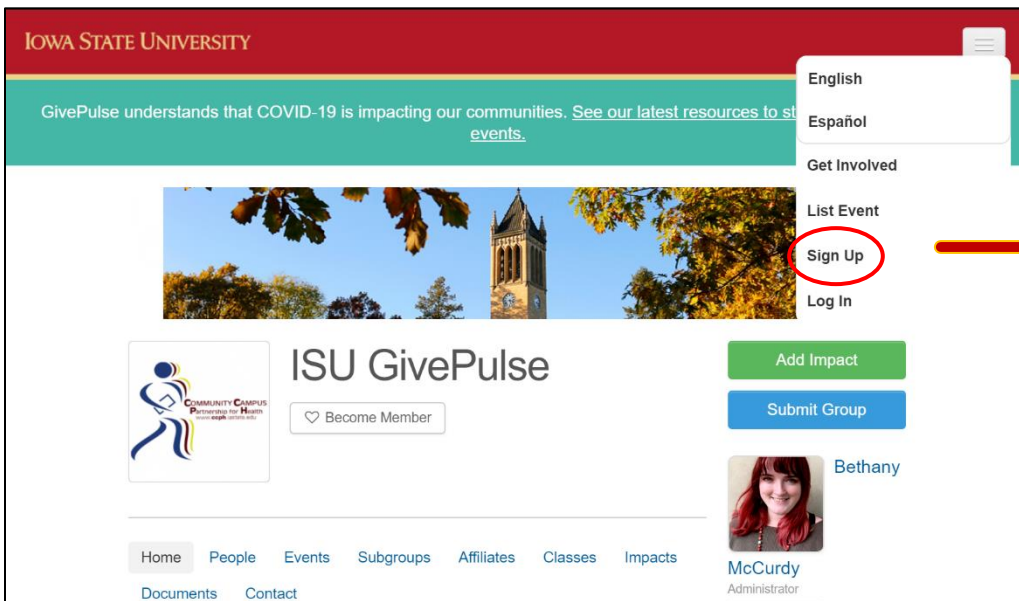 IOWA STATE UNIVERSITY
English
GivePulse understands that COVID-19 is impacting our communities. See our latest resources to st
events.
Español
Get Involved
List Event
Sign Up
Log In
COMMUNITY CAMPUS
Partnership for Health
ISU GivePulse
Become Member
Add Impact
Submit Group
Bethany
McCurdy
Administrator
Home People Events Subgroups Affiliates Classes Impacts
Documents Contact